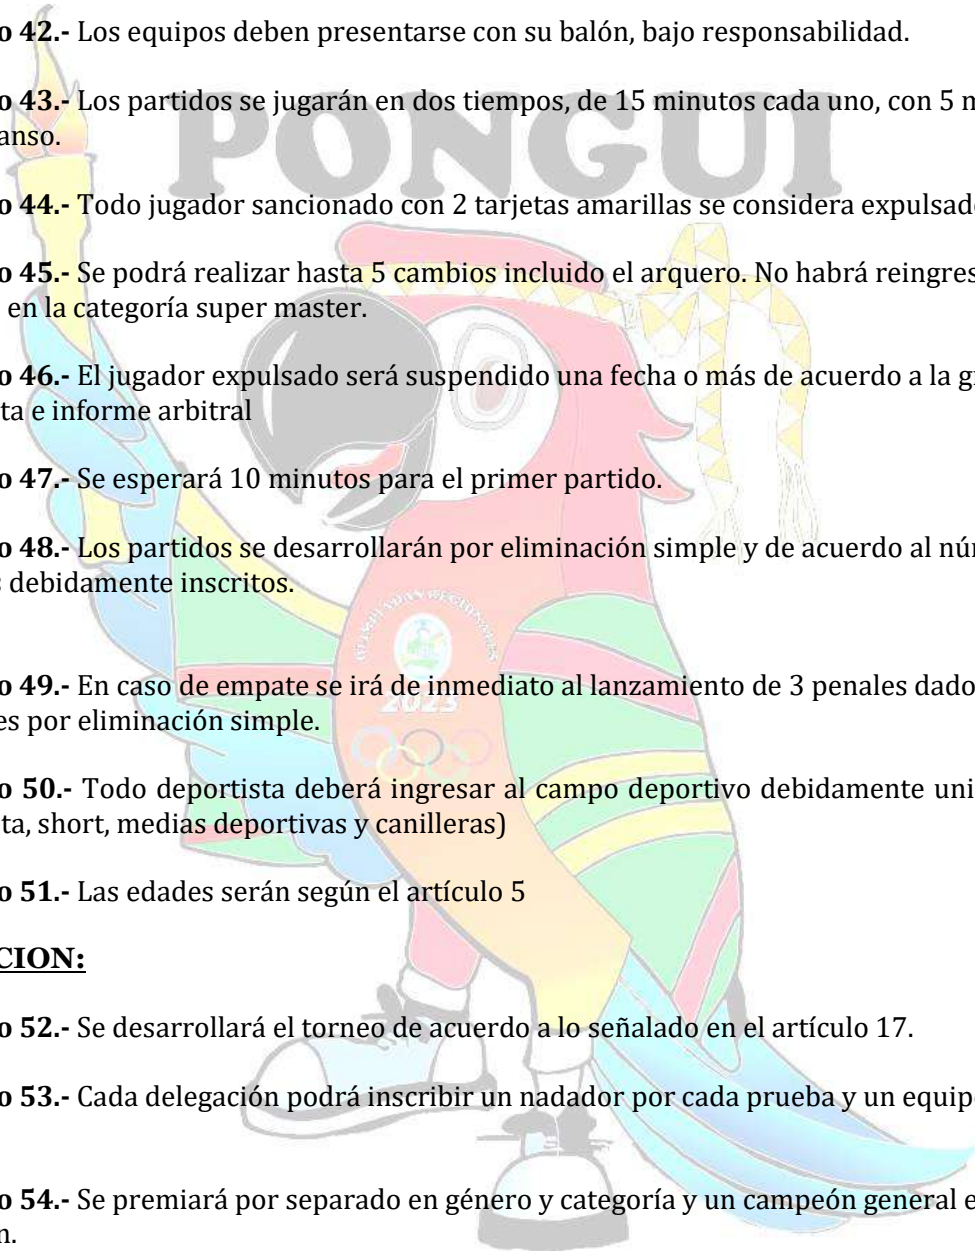 o 42.- Los equipos deben presentarse con su balón, bajo responsabilidad.
PONGUI
o 43.- Los partidos se jugarán en dos tiempos, de 15 minutos cada uno, con 5 m
anso.
o 44.- Todo jugador sancionado con 2 tarjetas amarillas se considera expulsad
o 45.- Se podrá realizar hasta 5 cambios incluido el arquero. No habrá reingres
en la categoría super master.
o 46.- El jugador expulsado será suspendido una fecha o más de acuerdo a la g
ta e informe arbitral
o 47.- Se esperará 10 minutos para el primer partido.
o 48.- Los partidos se desarrollarán por eliminación simple y de acuerdo al nú
s debidamente inscritos.
OLIMPIADAS REGIONALES
o 49.- En caso de empate se irá de inmediato al lanzamiento de 3 penales dado
es por eliminación simple.
2023
o 50.- Todo deportista deberá ingresar al campo deportivo debidamente uni
ta, short, medias deportivas y canilleras)
o 51.- Las edades serán según el artículo 5
CION:
o 52.- Se desarrollará el torneo de acuerdo a lo señalado en el artículo 17.
o 53.- Cada delegación podrá inscribir un nadador por cada prueba y un equip
o 54.- Se premiará por separado en género y categoría y un campeón general e
n.